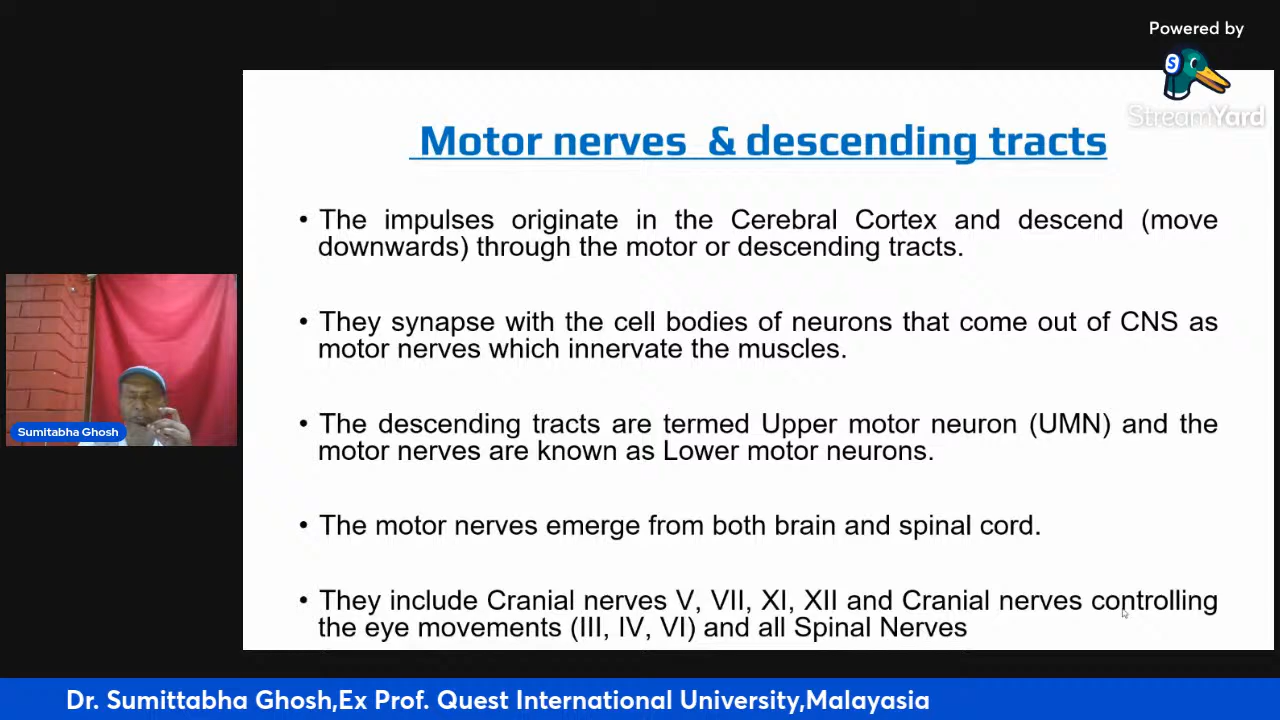 Powered by
S
StreamYard
Motor nerves & descending tracts
• The impulses originate in the Cerebral Cortex and descend (move
downwards) through the motor or descending tracts.
• They synapse with the cell bodies of neurons that come out of CNS as
motor nerves which innervate the muscles.
• The descending tracts are termed Upper motor neuron (UMN) and the
motor nerves are known as Lower motor neurons.
• The motor nerves emerge from both brain and spinal cord.
• They include Cranial nerves V, VII, XI, XII and Cranial nerves controlling
the eye movements (III, IV, VI) and all Spinal Nerves
Sumitabha Ghosh
Dr. Sumittabha Ghosh,Ex Prof. Quest International University,Malayasia